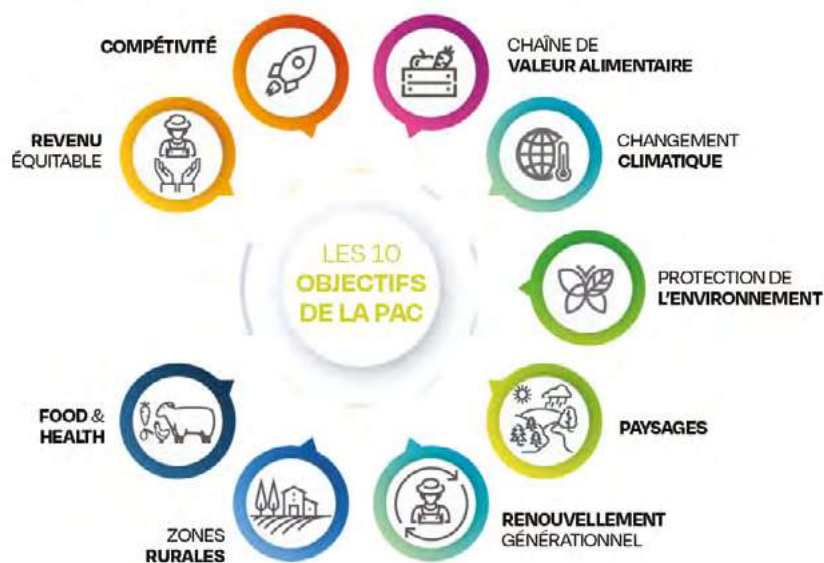 COMPÉTIVITÉ
CHAÎNE DE
VALEUR ALIMENTAIRE
REVENU
ÉQUITABLE
CHANGEMENT
CLIMATIQUE
LES 10
OBJECTIFS
DE LA PAC
PROTECTION DE
L'ENVIRONNEMENT
FOOD &
HEALTH
PAYSAGES
ZONES
RURALES
RENOUVELLEMENT
GÉNÉRATIONNEL